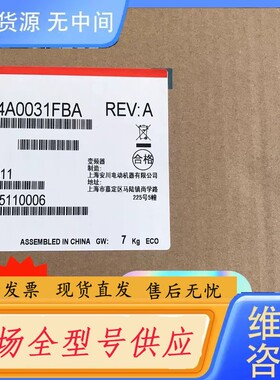 货源 无中间
4A0031FBA
REV:A
合格
变频器
制造
上海安川电动机器有限公司
地址
上海市嘉定区马陆镇尚学路
225号5幢
11
5110006
ASSEMBLED IN CHINA GW: 7 Kg ECO
厂发票 现货直发 售后无忧
场全型号供应
维
咨